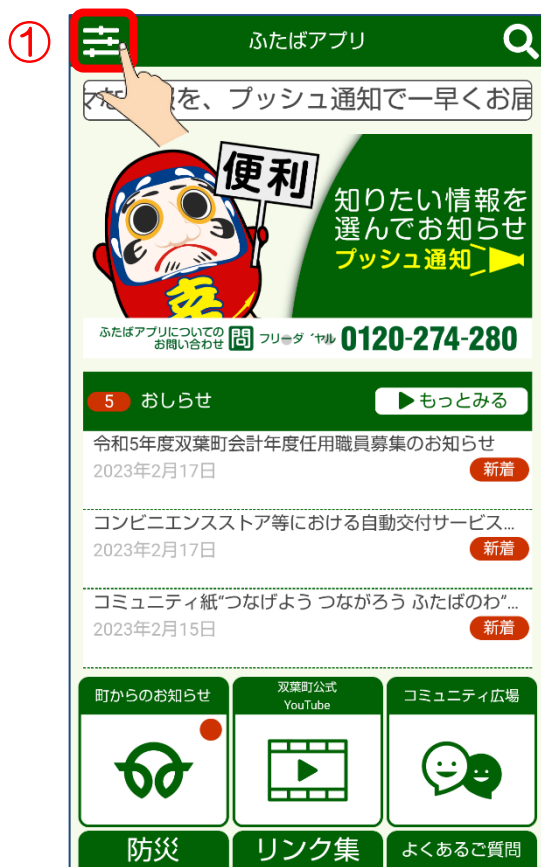 ①
ふたばアプリ
を、プッシュ通知で一早くお届
便利
知りたい情報を
選んでお知らせ
プッシュ通知
幸
ふたばアプリについての
お問い合わせ
問 フリーダイヤル 0120-274-280
5 おしらせ
▶もっとみる
令和5年度双葉町会計年度任用職員募集のお知らせ
2023年2月17日
新着
コンビニエンスストア等における自動交付サービス...
2023年2月17日
新着
コミュニティ紙“つなげよう つながろう ふたばのわ”...
2023年2月15日
新着
町からのお知らせ
双葉町公式
YouTube
コミュニティ広場
防災
リンク集
よくあるご質問